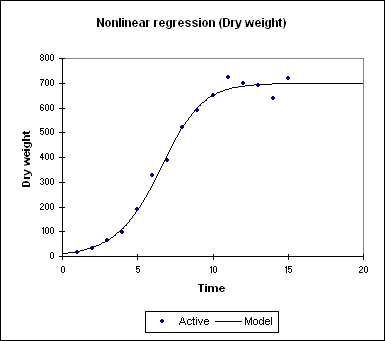 Nonlinear regression (Dry weight)
800
700
600
500
400
300
200
100
0
Dry weight
0 5 10 15 20
Time
Active Model